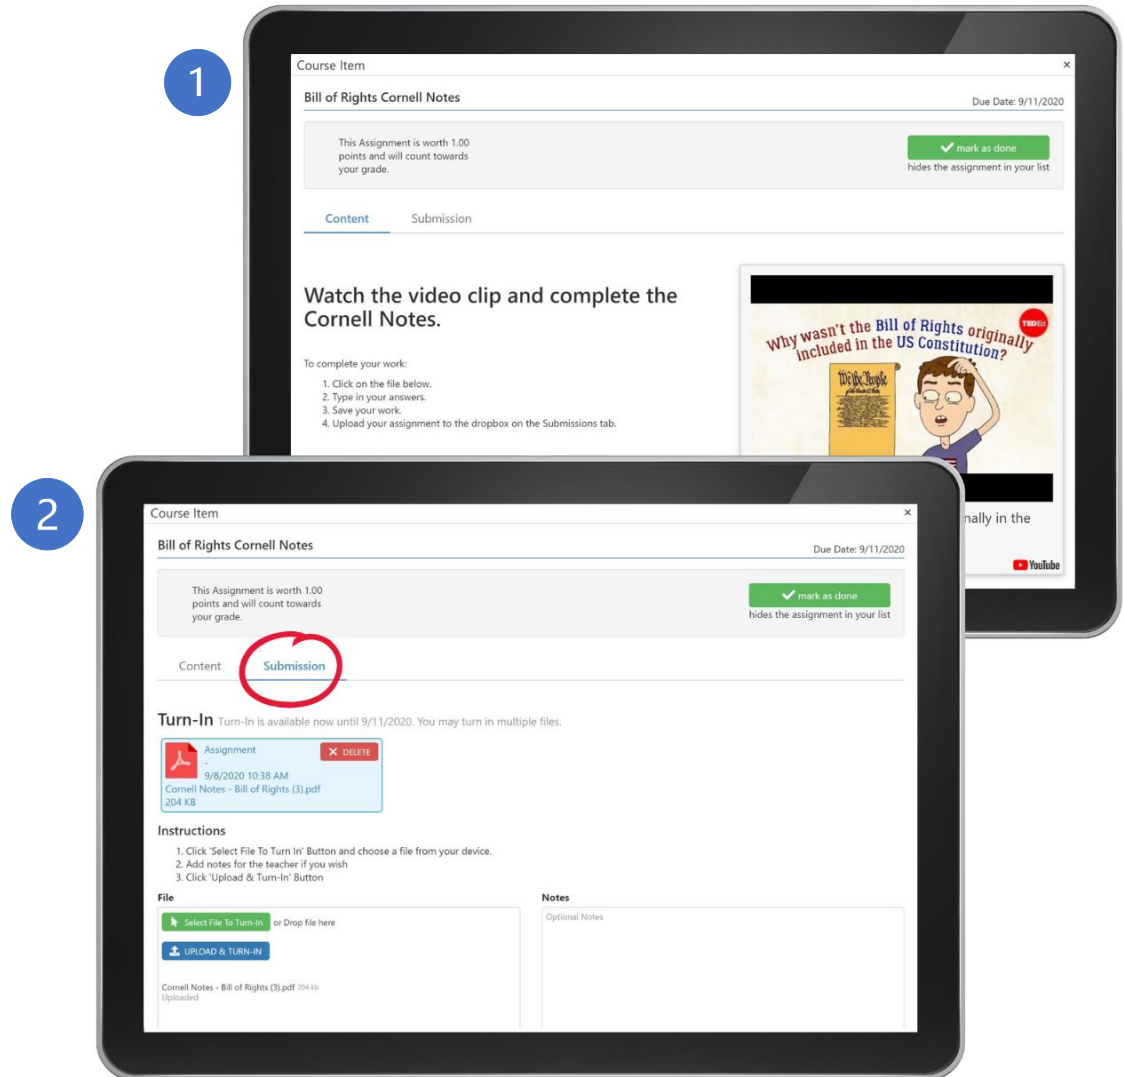 1
Course Item ×
Bill of Rights Cornell Notes
Due Date: 9/11/2020
This Assignment is worth 1.00
points and will count towards
your grade.
mark as done
hides the assignment in your list
Content Submission
Watch the video clip and complete the
Cornell Notes.
To complete your work:
1. Click on the file below.
2. Type in your answers.
3. Save your work.
4. Upload your assignment to the dropbox on the Submissions tab.
TEDEd
Why wasn't the Bill of Rights originally
included in the US Constitution?
We the People
nally in the
YouTube
2
Course Item ×
Bill of Rights Cornell Notes
Due Date: 9/11/2020
This Assignment is worth 1.00
points and will count towards
your grade.
mark as done
hides the assignment in your list
Content Submission
Turn-In Turn-In is available now until 9/11/2020. You may turn in multiple files.
Assignment
X DELETE
-
9/8/2020 10:38 AM
Cornell Notes - Bill of Rights (3).pdf
204 KB
Instructions
1. Click 'Select File To Turn In' Button and choose a file from your device.
2. Add notes for the teacher if you wish
3. Click 'Upload & Turn-In' Button
File
Select File To Turn-In or Drop file here
UPLOAD & TURN-IN
Cornell Notes - Bill of Rights (3).pdf 204 kb
Uploaded
Notes
Optional Notes